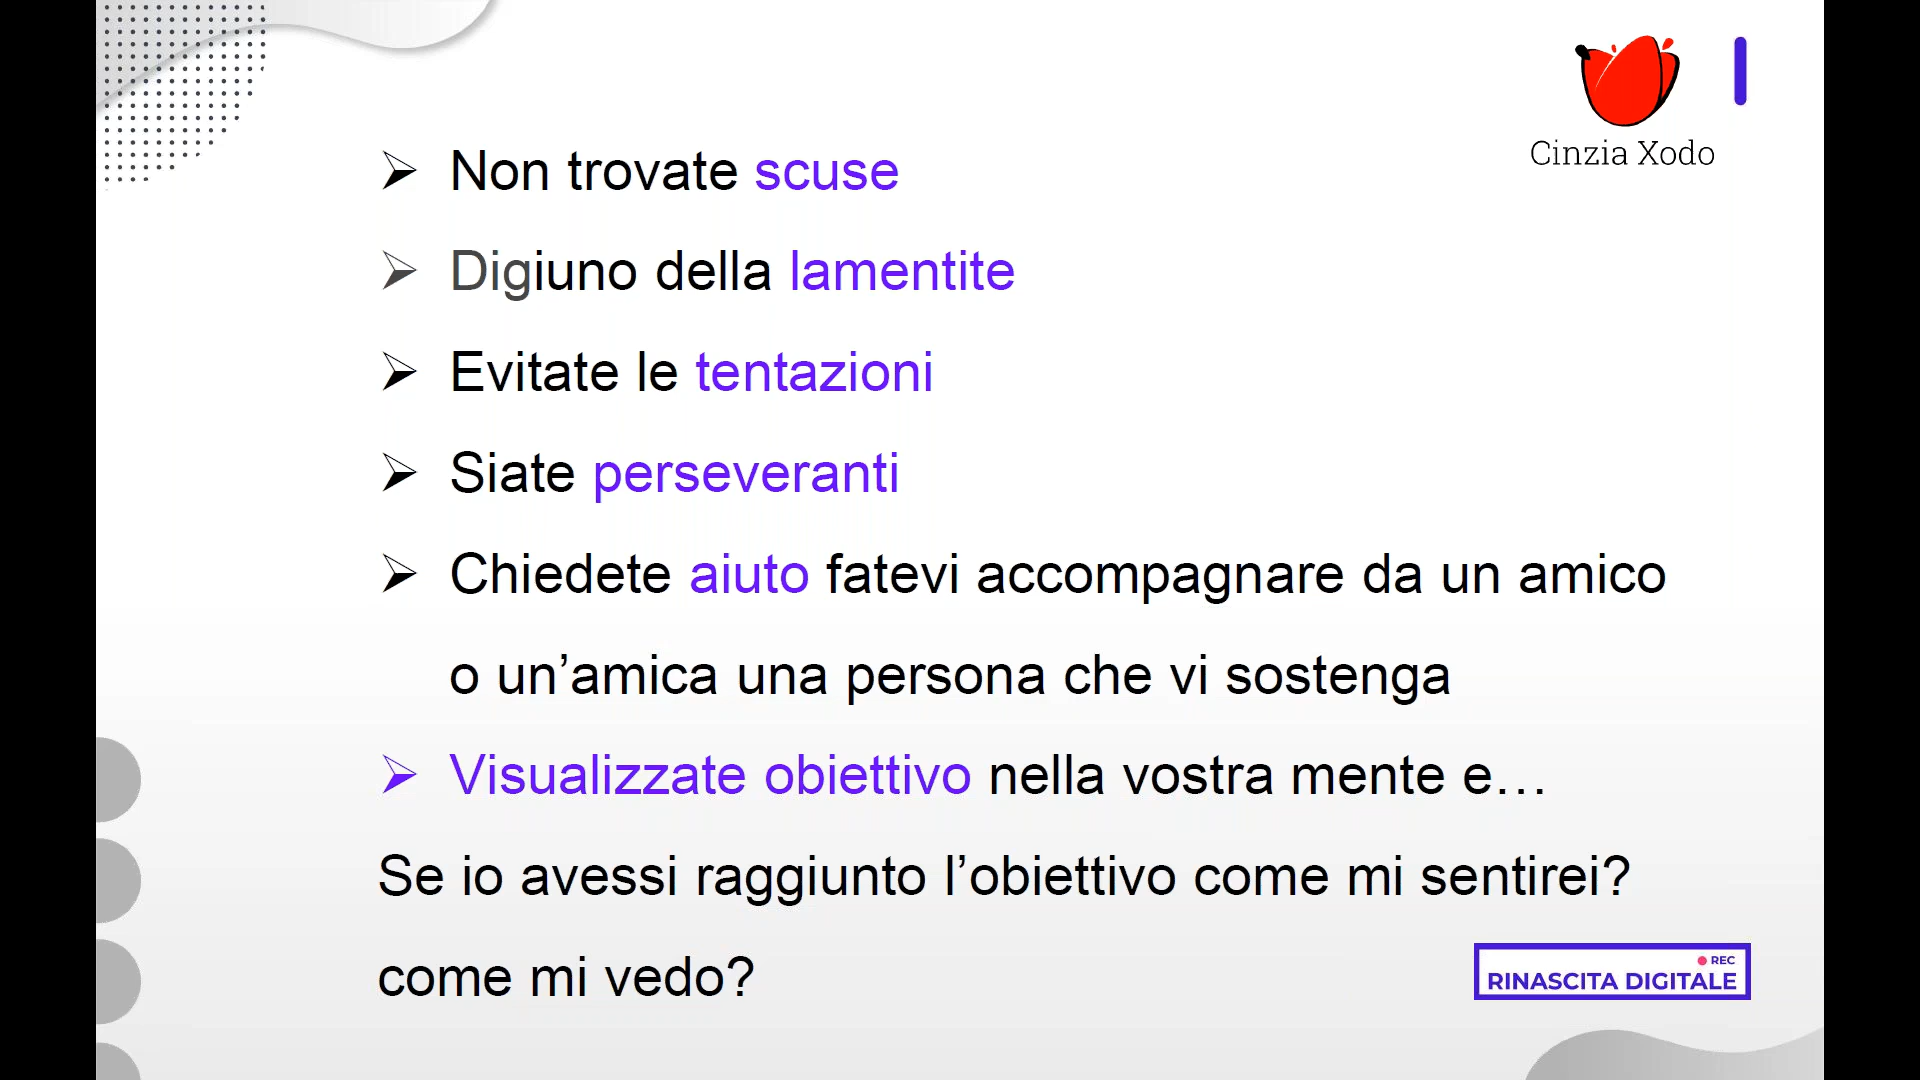 Cinzia Xodo
➢ Non trovate scuse
➢ Digiuno della lamentite
➢ Evitate le tentazioni
➢ Siate perseveranti
➢ Chiedete aiuto fatevi accompagnare da un amico
o un’amica una persona che vi sostenga
➢ Visualizzate obiettivo nella vostra mente e…
Se io avessi raggiunto l’obiettivo come mi sentirei?
come mi vedo?
REC
RINASCITA DIGITALE